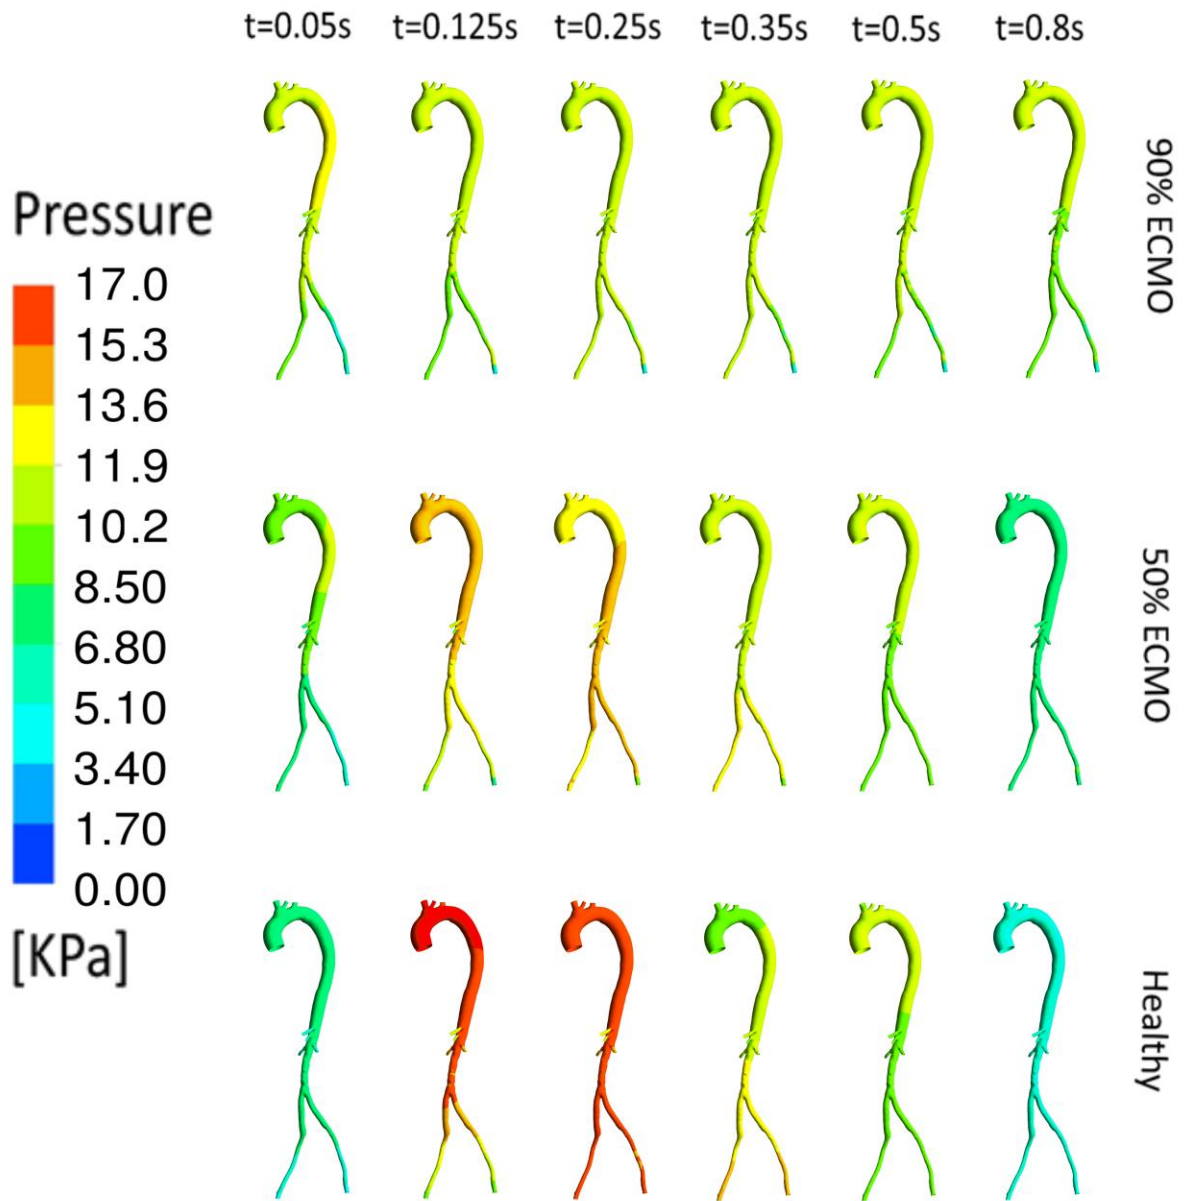 t=0.05s t=0.125s t=0.25s t=0.35s t=0.5s t=0.8s
90% ECMO
Pressure
17.0
15.3
13.6
11.9
10.2
8.50
6.80
5.10
3.40
1.70
0.00
[KPa]
50% ECMO
Healthy